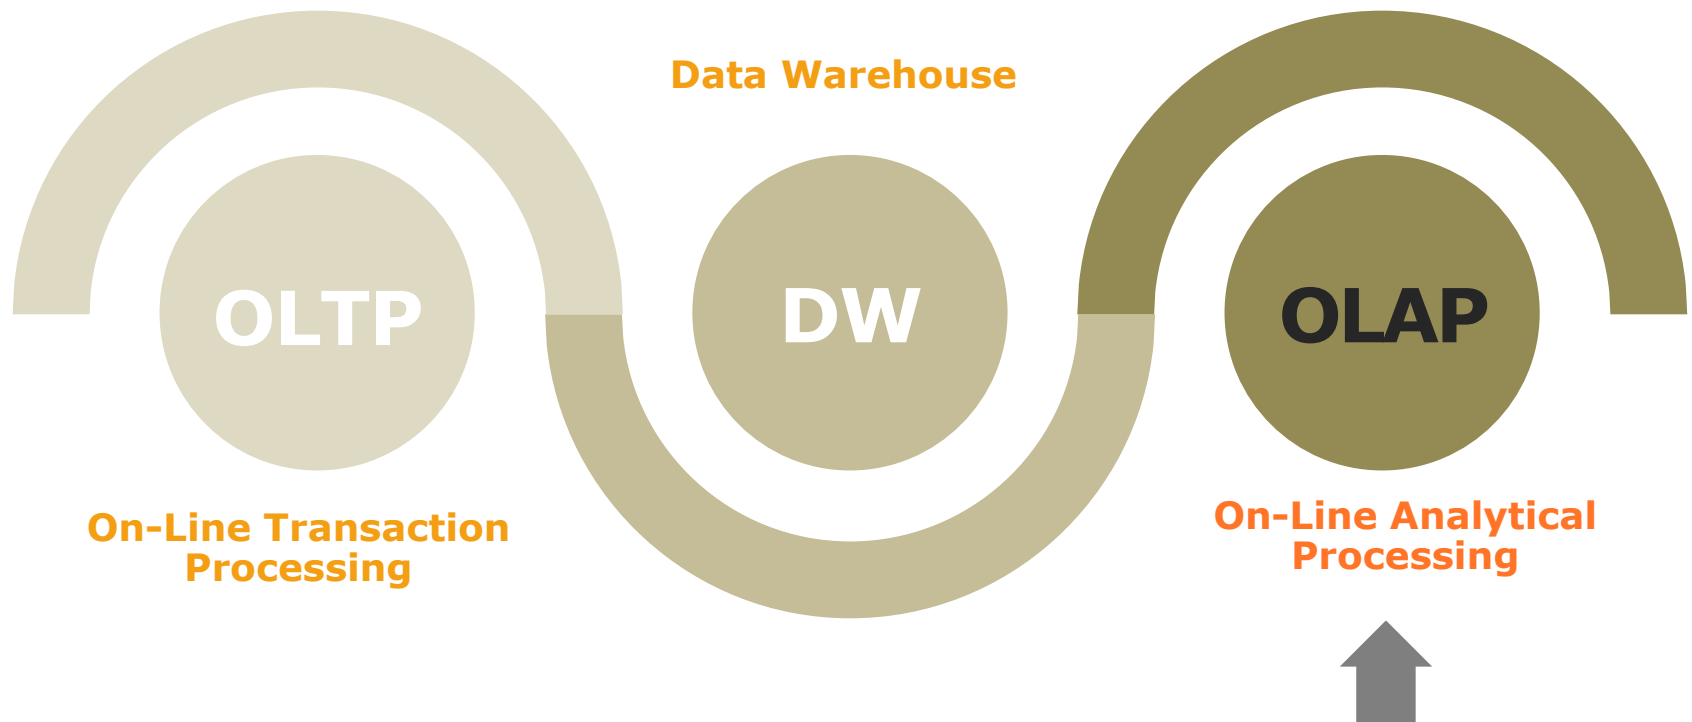 Data Warehouse
OLTP
DW
OLAP
On-Line Transaction
Processing
On-Line Analytical
Processing